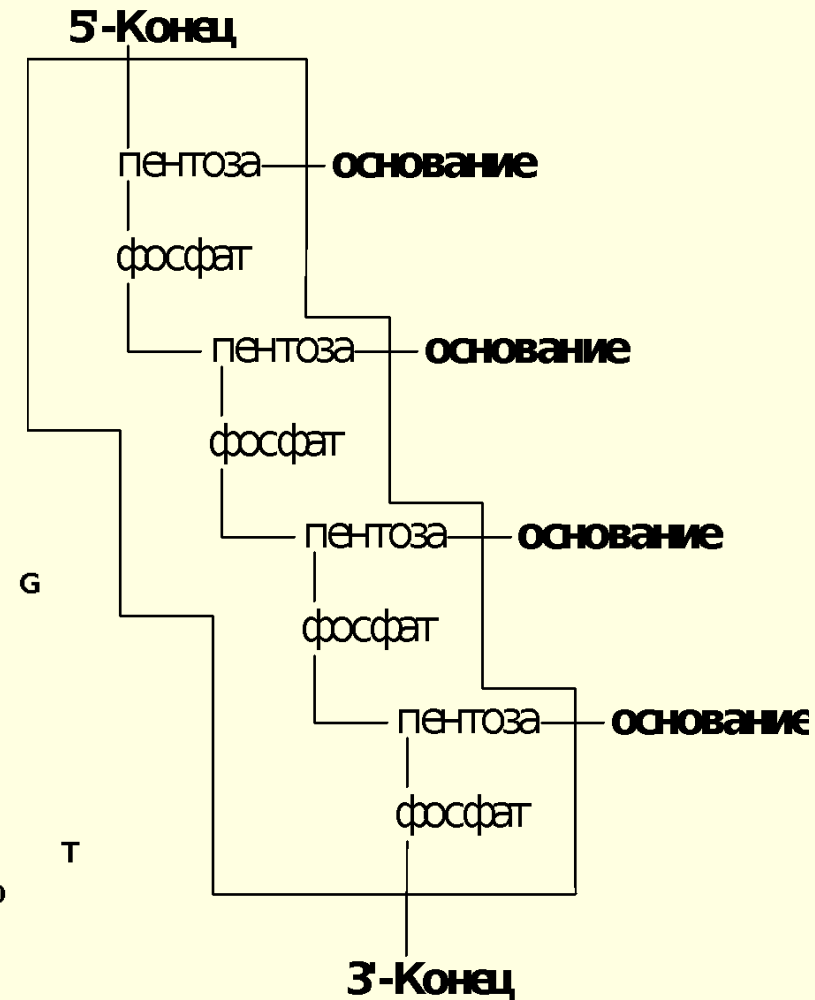 5'-Конец
пентоза основание
фосфат
пентоза основание
фосфат
пентоза основание
G
фосфат
пентоза основание
фосфат
T
3'-Конец